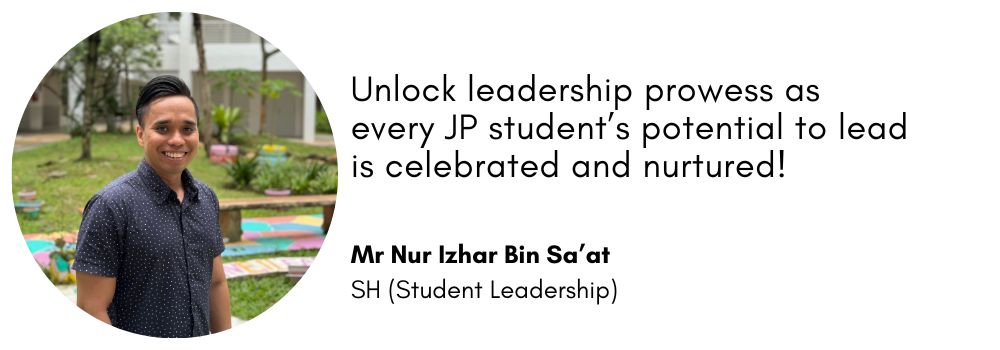 Unlock leadership prowess as
every JP student’s potential to lead
is celebrated and nurtured!
Mr Nur Izhar Bin Sa’at
SH (Student Leadership)